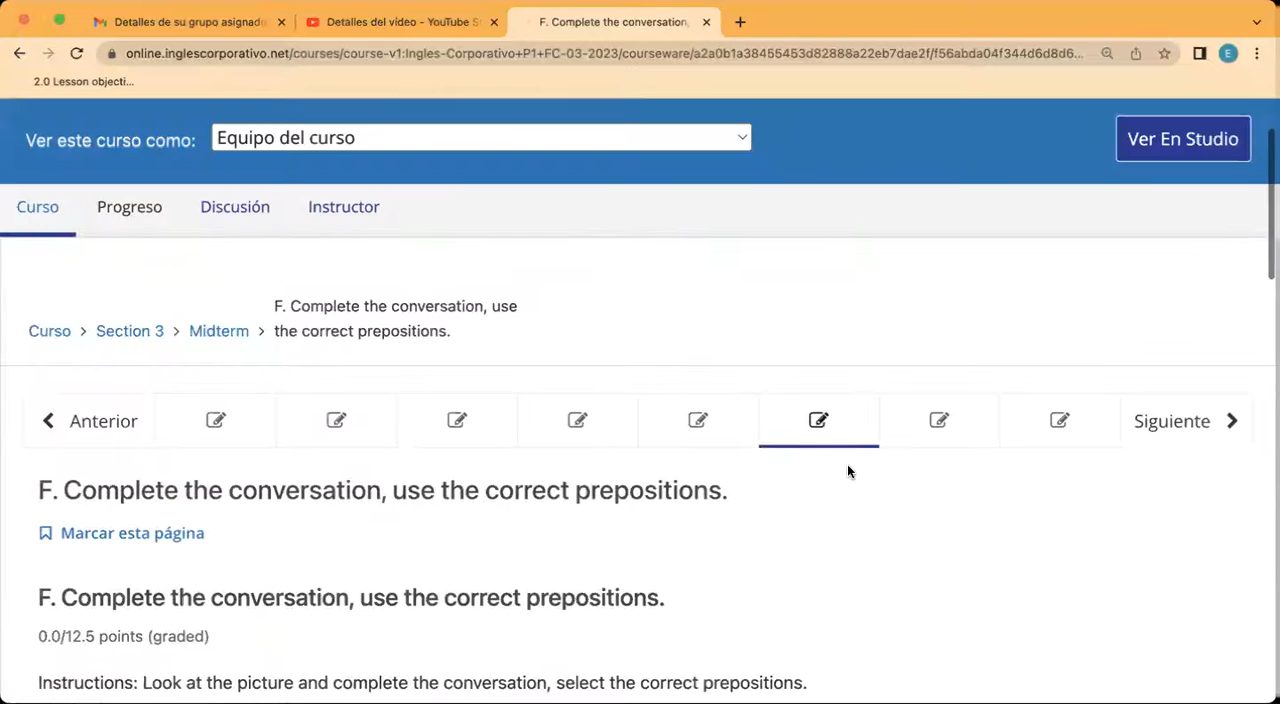 Detalles de su grupo asignad
Detalles del vídeo - YouTube S
F. Complete the conversation,
online.inglescorporativo.net/courses/course-v1:Ingles-Corporativo+P1+FC-03-2023/courseware/a2a0b1a38455453d82888a22eb7dae2f/f56abda04f344d6d8d6...
E
2.0 Lesson objecti...
Ver este curso como:
Equipo del curso
Ver En Studio
Curso
Progreso
Discusión
Instructor
Curso > Section 3 > Midterm > F. Complete the conversation, use
the correct prepositions.
Anterior
Siguiente
F. Complete the conversation, use the correct prepositions.
Marcar esta página
F. Complete the conversation, use the correct prepositions.
0.0/12.5 points (graded)
Instructions: Look at the picture and complete the conversation, select the correct prepositions.